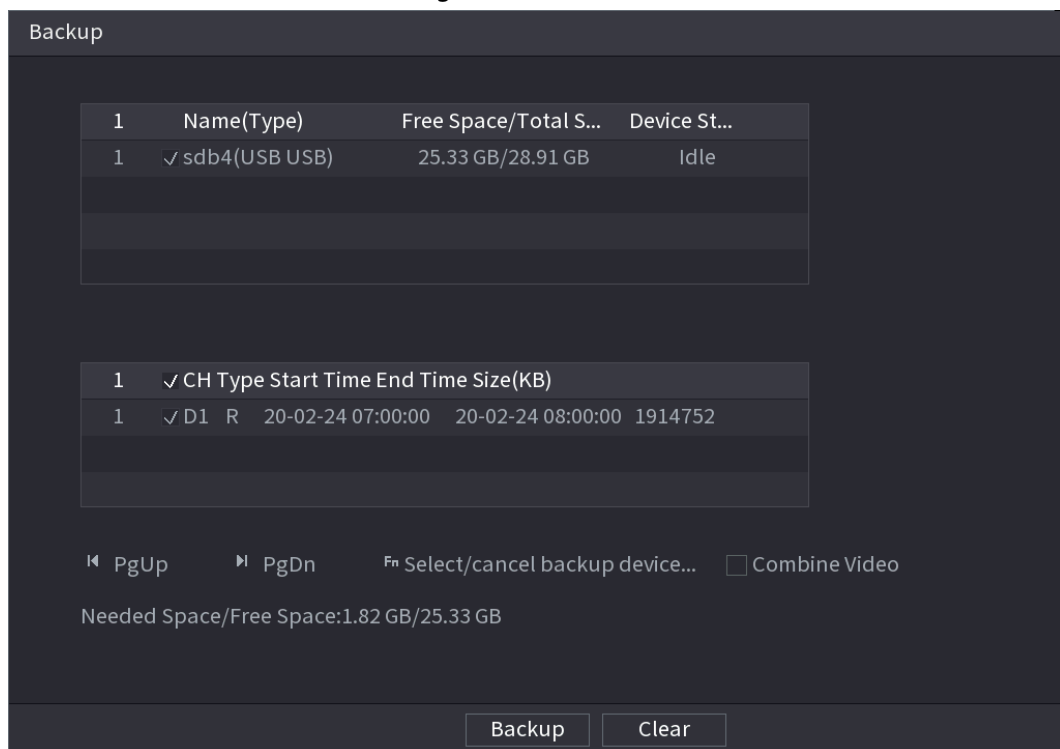 Backup
1 Name(Type) Free Space/Total S... Device St...
1 sdb4(USB USB) 25.33 GB/28.91 GB Idle
1 CH Type Start Time End Time Size(KB)
1 D1 R 20-02-24 07:00:00 20-02-24 08:00:00 1914752
PgUp PgDn Fn Select/cancel backup device... Combine Video
Needed Space/Free Space:1.82 GB/25.33 GB
Backup Clear